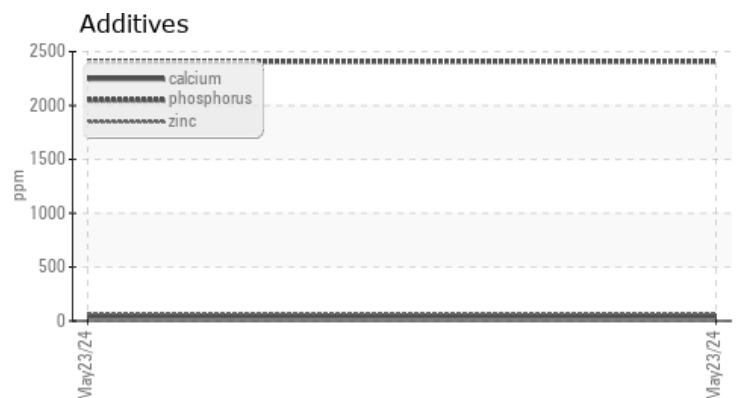 Additives
2500
2000
1500
1000
500
0
ppm
calcium
phosphorus
zinc
May23/24
May23/24